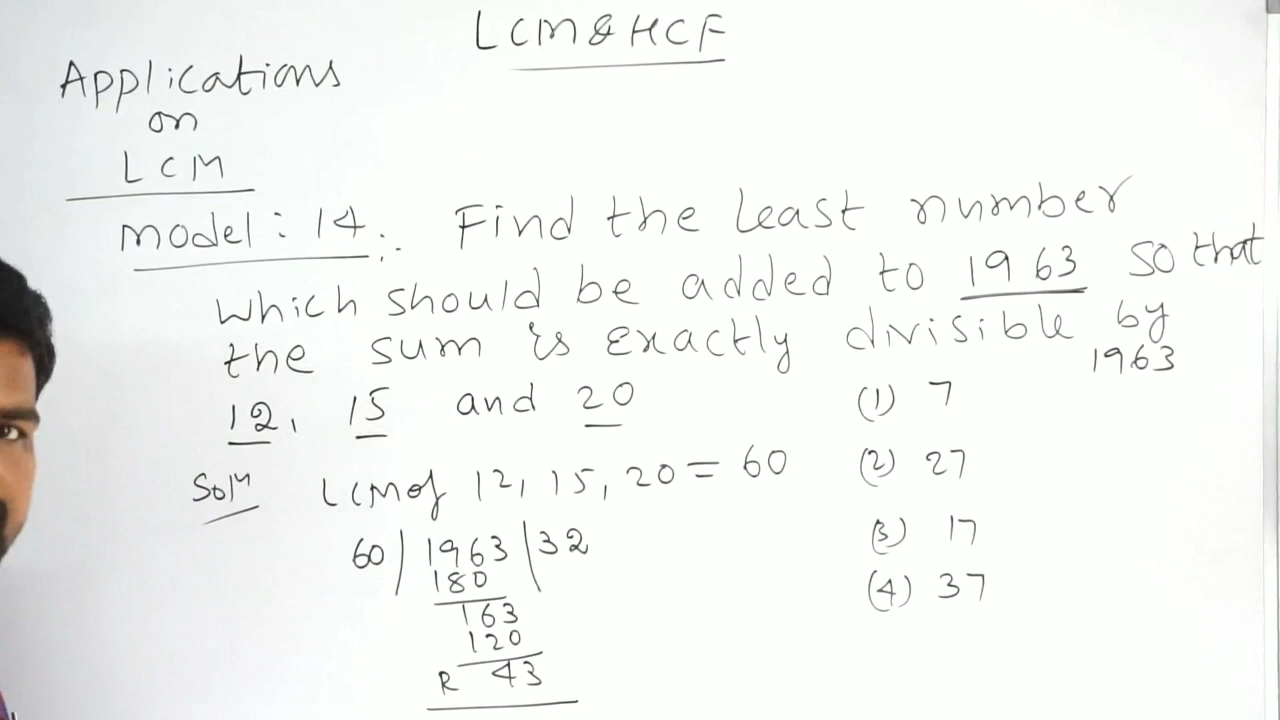 LCM & HCF
Applications
on
LCM
Model: 14:. Find the least number
which should be added to 1963 so that
the sum is exactly divisible by
1963
12, 15 and 20
(1) 7
Soln LCM of 12, 15, 20 = 60
(2) 27
60) 1963 (32
180
163
120
R 43
(3) 17
(4) 37